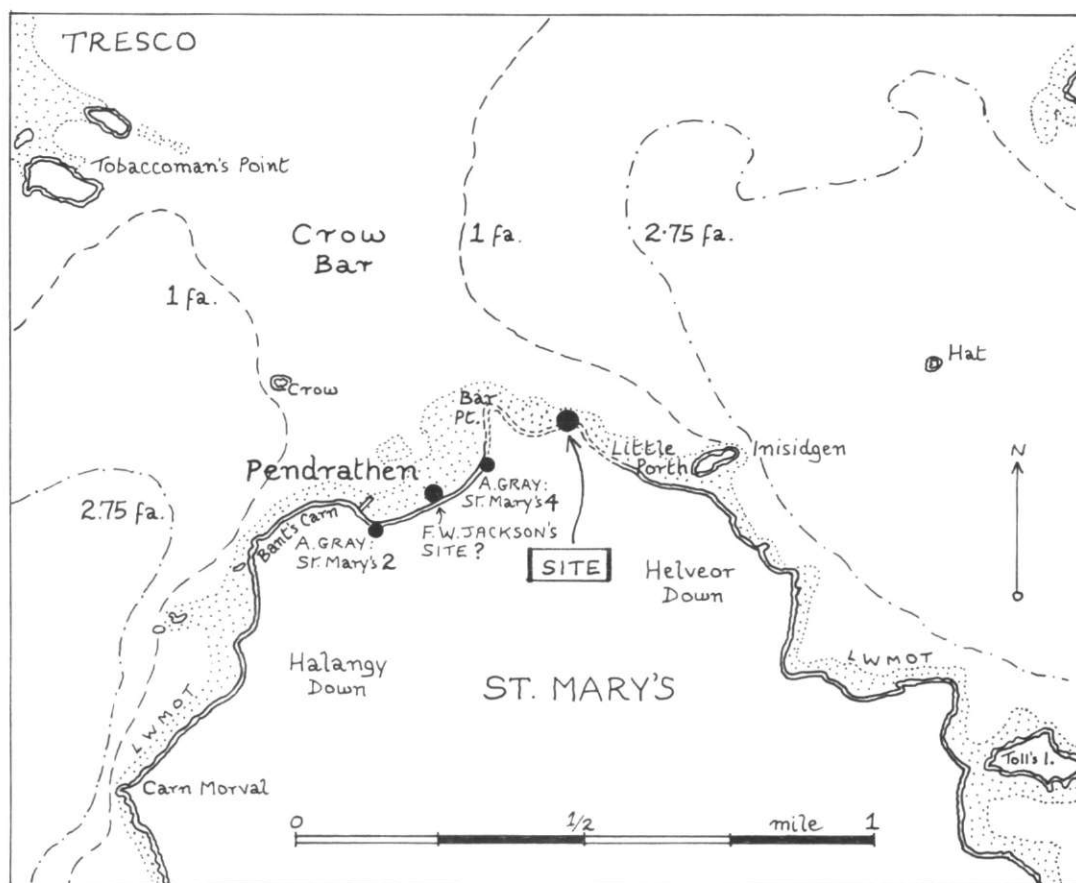 TRESCO
Tobaccoman's Point
Crow
Bar
1 fa.
2.75 fa.
1 fa.
Hat
Crow
Bar
Pt.
Little
Porth
Inisidgen
N
Pendrathen
A. GRAY:
St. Mary's 4
2.75 fa.
Bant's Carn
F.W. JACKSON'S
SITE ?
A. GRAY:
St. Mary's 2
SITE
Helveor
Down
Halangy
Down
ST. MARY'S
LWMOT
LWMOT
Toll's I.
Carn Morval
0
1/2
mile
1